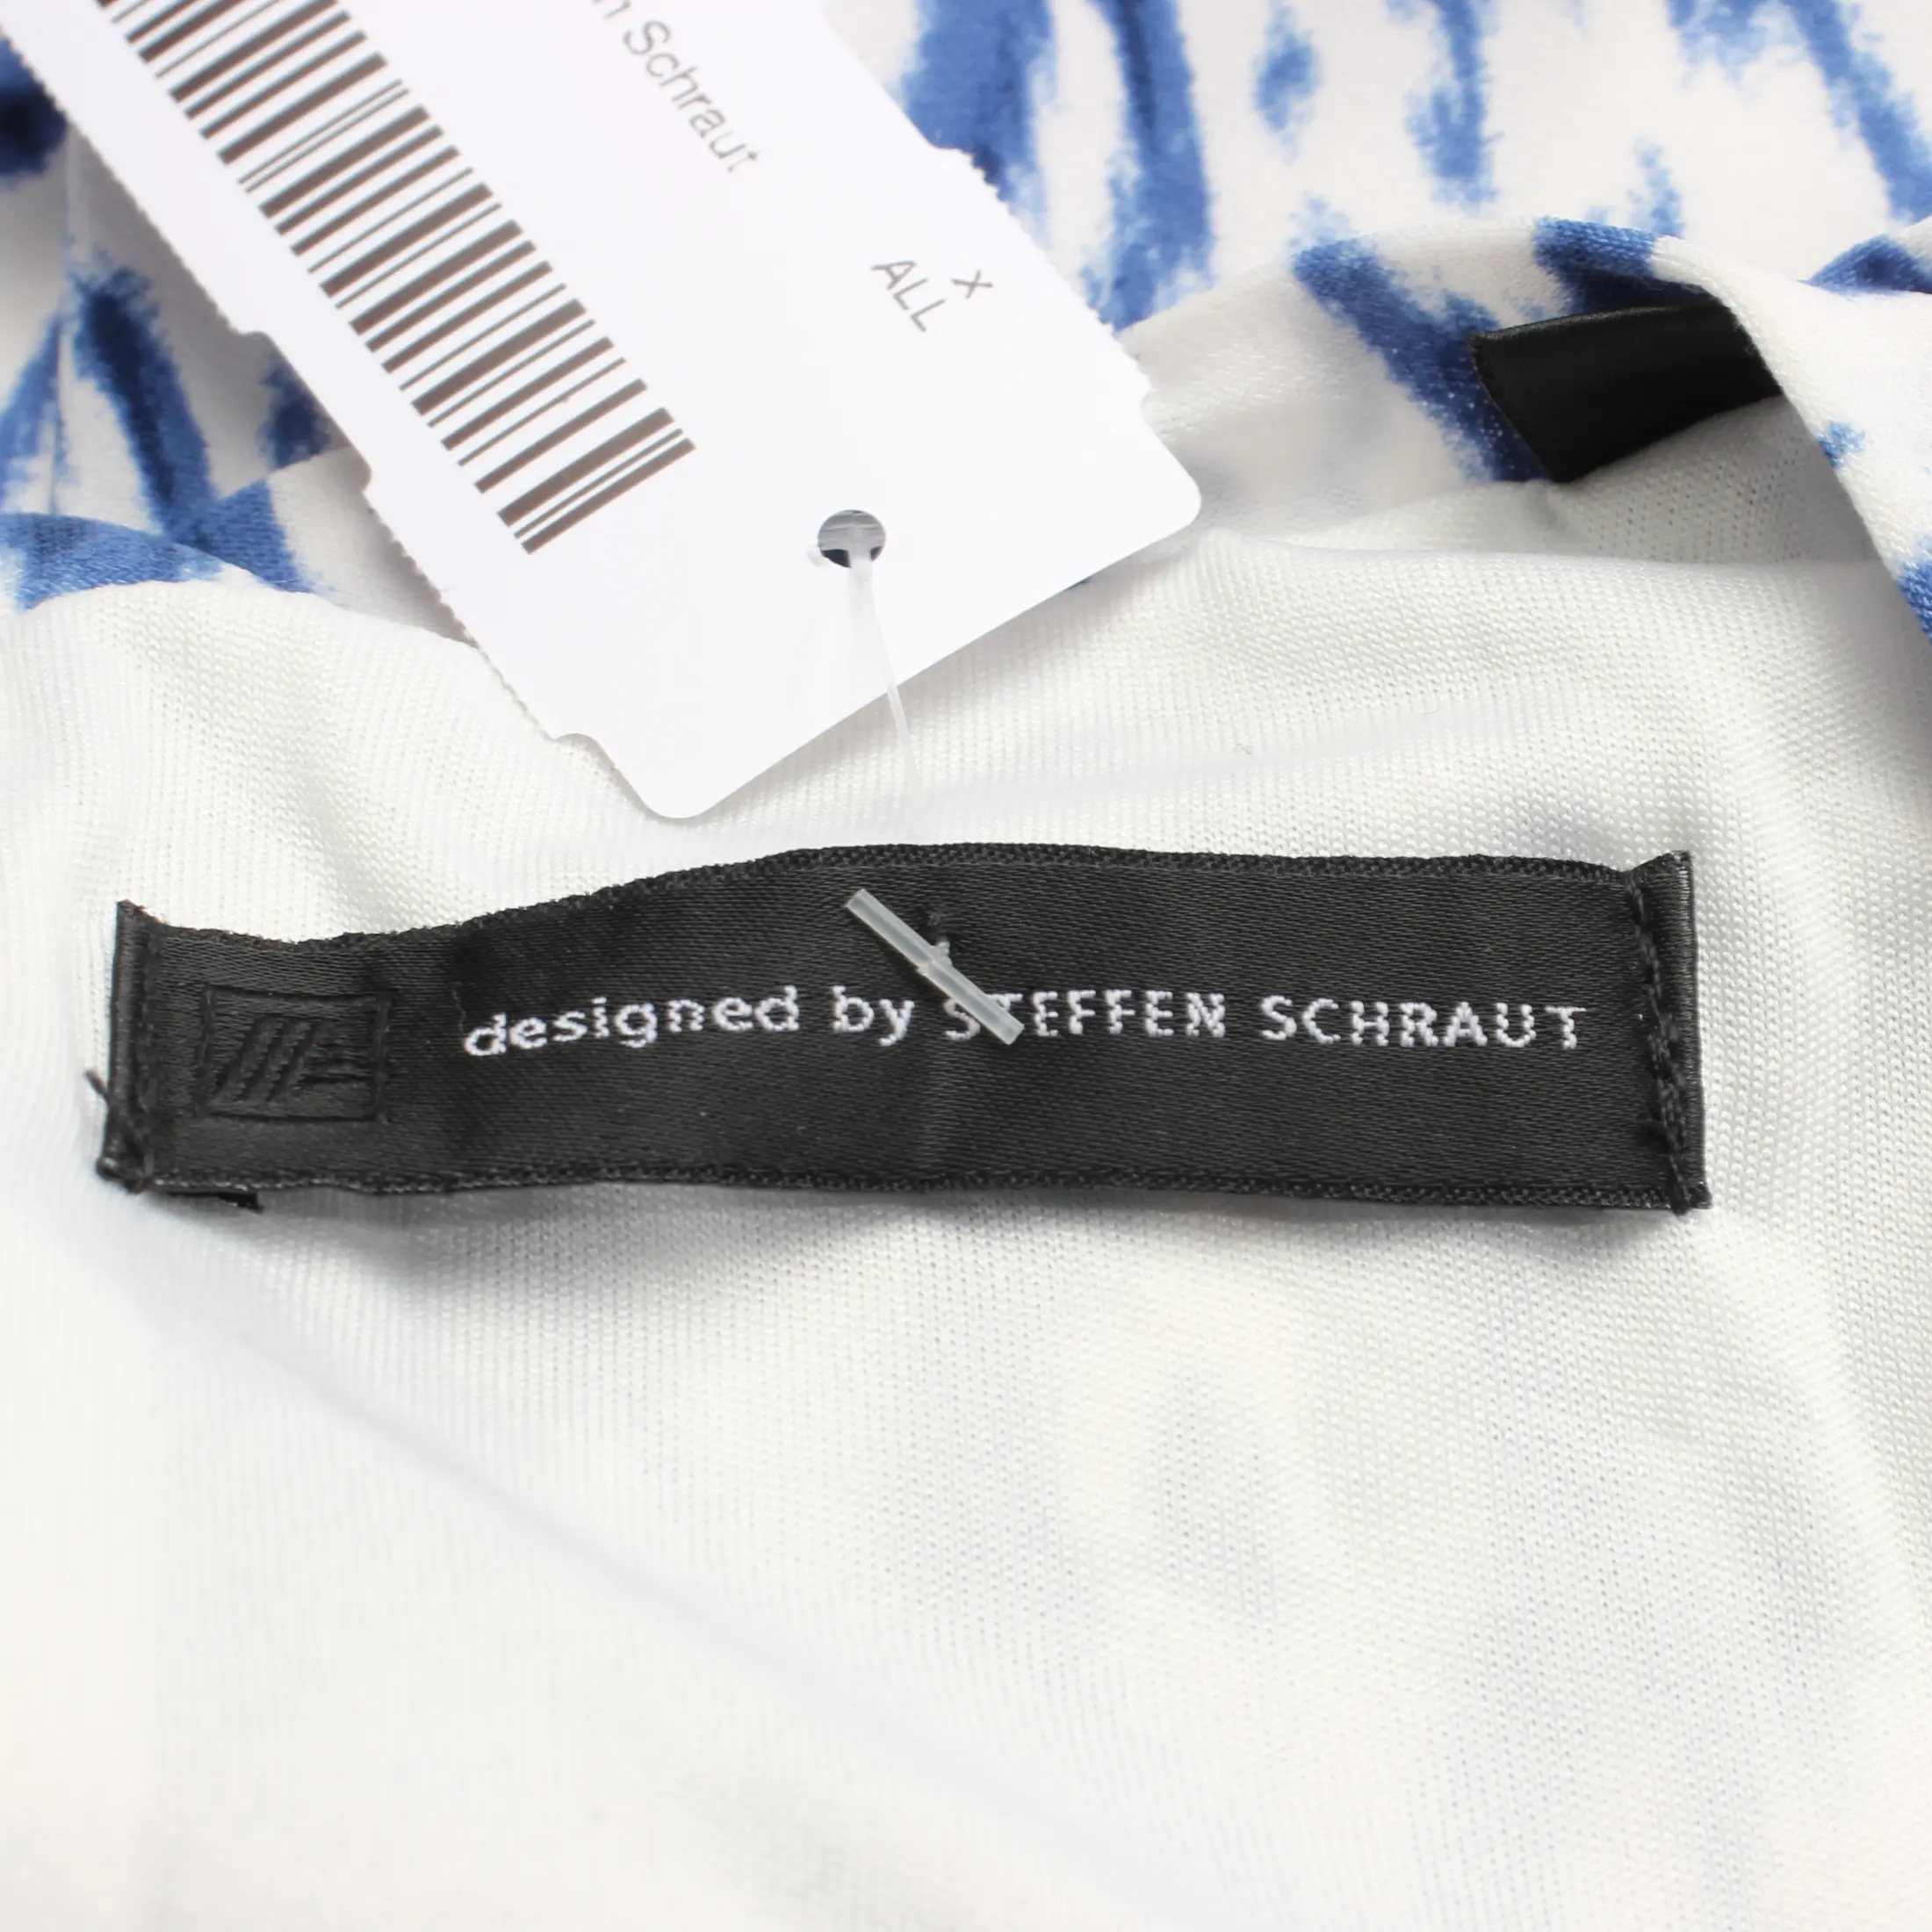 Schraut
X
ALL
designed by STEFFEN SCHRAUT